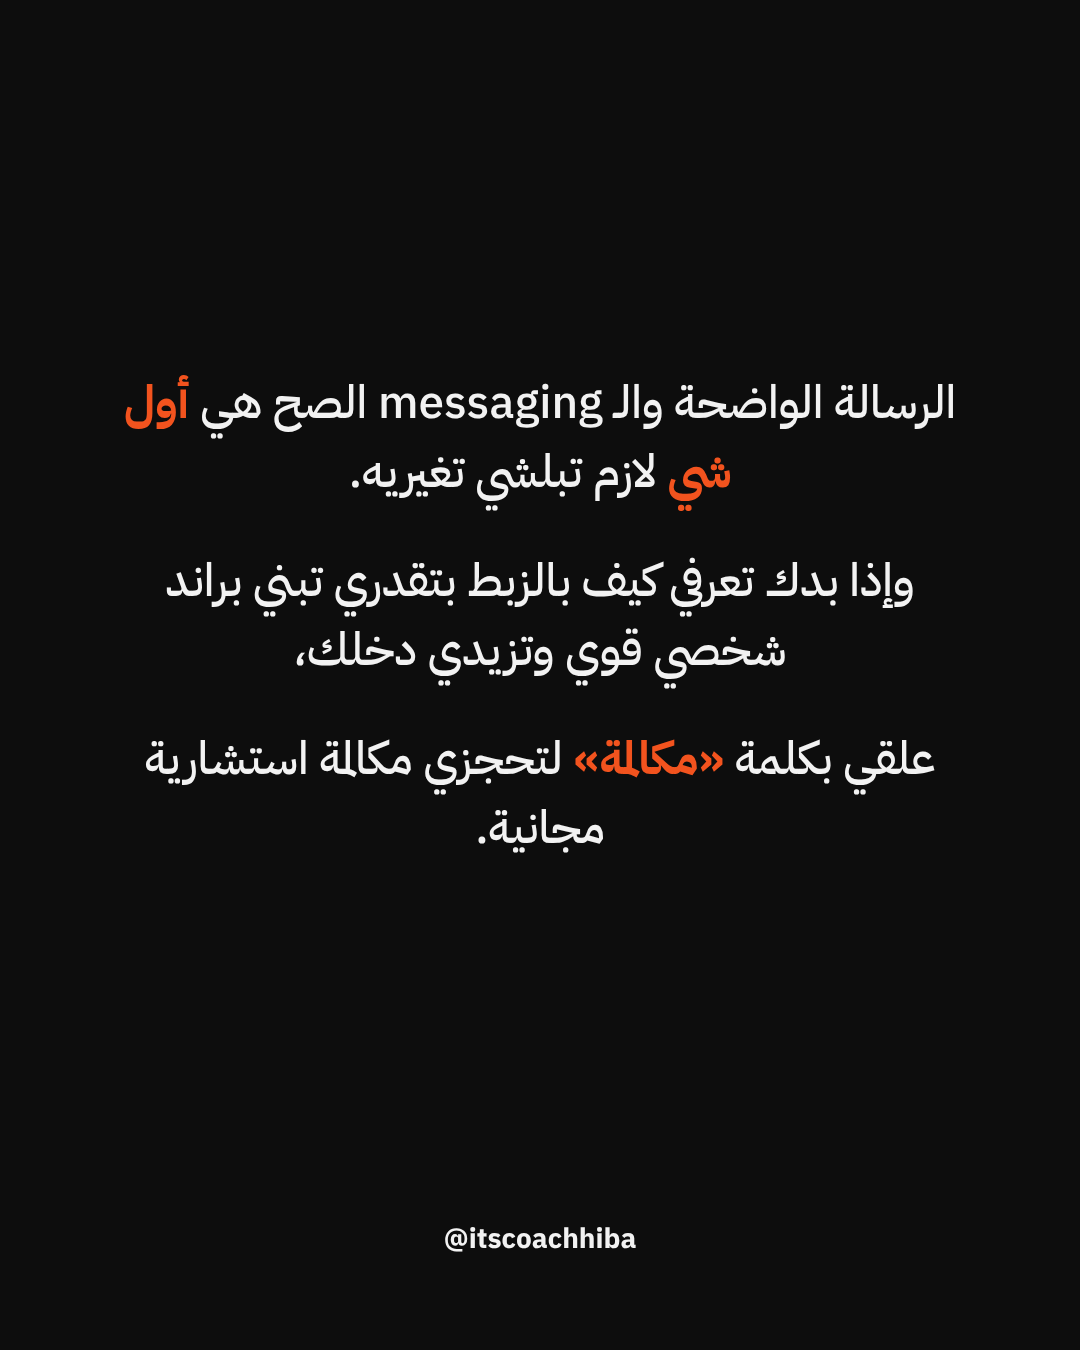 الرسالة الواضحة والـ messaging الصح هي أول
شي لازم تبلشي تغيريه.
وإذا بدك تعرفي كيف بالزبط بتقدري تبني براند
شخصي قوي وتزيدي دخلك،
علقي بكلمة «مكالمة» لتحجزي مكالمة استشارية
مجانية.
@itscoachhiba